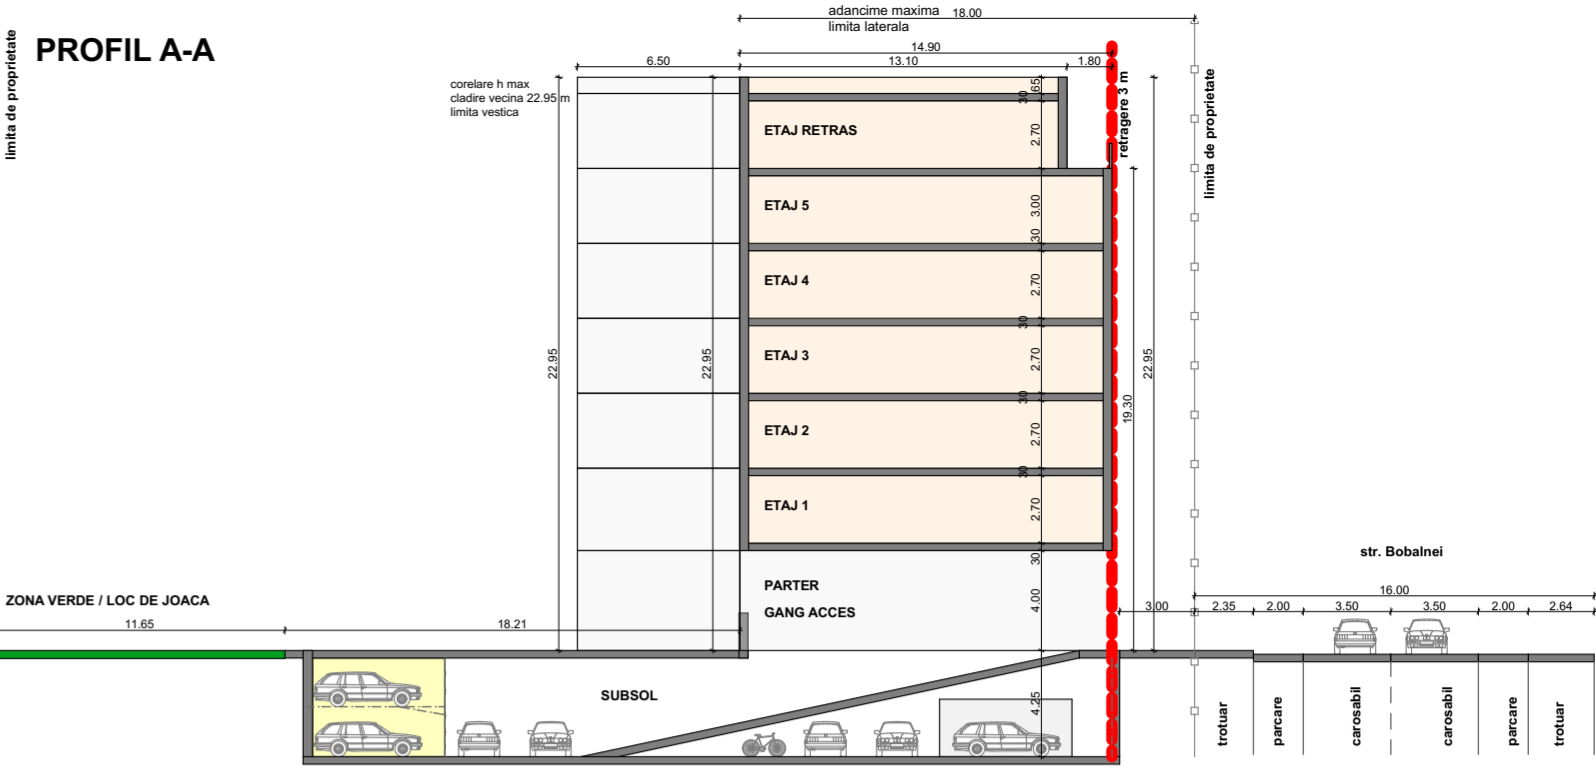 limita de proprietate
PROFIL A-A
adancime maxima 18.00
limita laterala
14.90
6.50
13.10
1.80
corelare h max
cladire vecina 22.95 m
limita vestica
65
30
ETAJ RETRAS
2.70
retragere 3 m
limita de proprietate
ETAJ 5
3.00
30
ETAJ 4
2.70
30
22.95
22.95
ETAJ 3
2.70
22.95
30
19.30
ETAJ 2
2.70
30
ETAJ 1
2.70
30
str. Bobalnei
PARTER
GANG ACCES
4.00
ZONA VERDE / LOC DE JOACA
16.00
3.00
2.35
2.00
3.50
3.50
2.00
2.64
11.65
18.21
SUBSOL
4.25
trotuar
parcare
carosabil
carosabil
parcare
trotuar